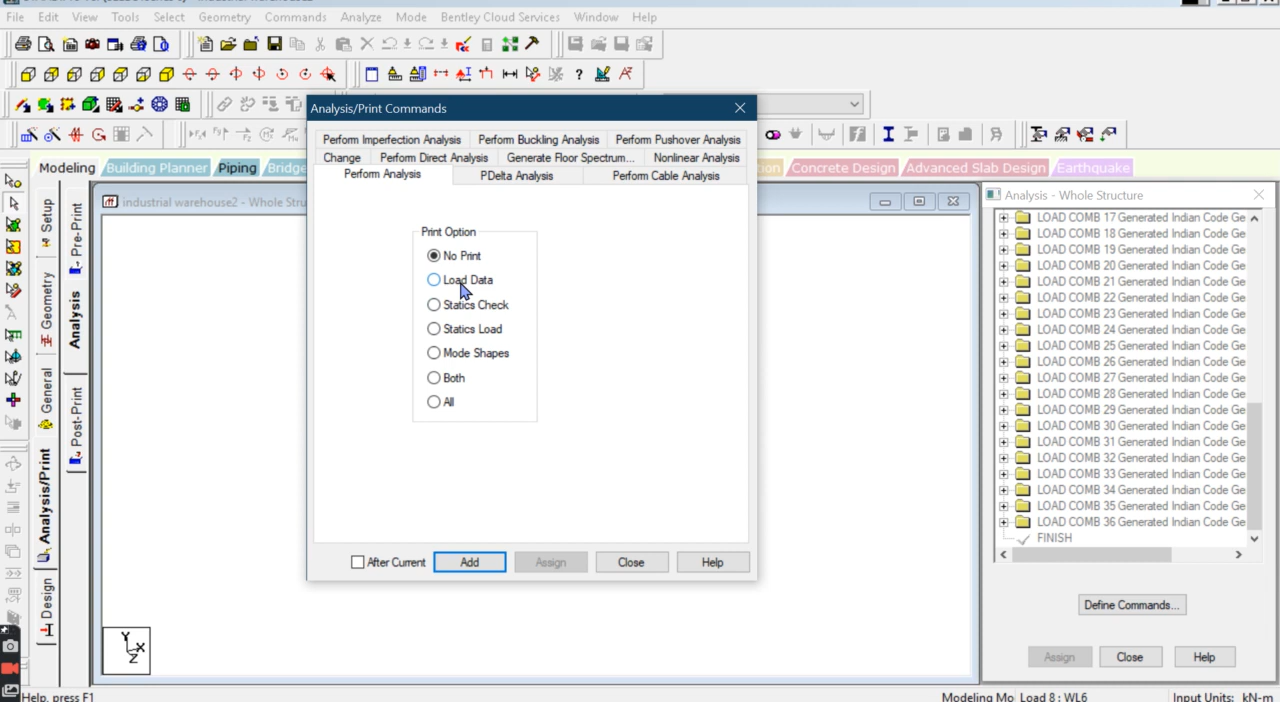 File Edit View Tools Select Geometry Commands Analyze Mode Bentley Cloud Services Window Help
Analysis/Print Commands
Perform Imperfection Analysis Perform Buckling Analysis Perform Pushover Analysis
Change Perform Direct Analysis Generate Floor Spectrum... Nonlinear Analysis
Perform Analysis PDelta Analysis Perform Cable Analysis
Modeling Building Planner Piping Bridge Concrete Design Advanced Slab Design Earthquake
industrial warehouse2 - Whole Stru
Setup
Geometry
General
Analysis/Print
Design
Pre-Print
Analysis
Post-Print
Print Option
No Print
Load Data
Statics Check
Statics Load
Mode Shapes
Both
All
After Current Add Assign Close Help
Y
X
Z
Analysis - Whole Structure
LOAD COMB 17 Generated Indian Code Ge
LOAD COMB 18 Generated Indian Code Ge
LOAD COMB 19 Generated Indian Code Ge
LOAD COMB 20 Generated Indian Code Ge
LOAD COMB 21 Generated Indian Code Ge
LOAD COMB 22 Generated Indian Code Ge
LOAD COMB 23 Generated Indian Code Ge
LOAD COMB 24 Generated Indian Code Ge
LOAD COMB 25 Generated Indian Code Ge
LOAD COMB 26 Generated Indian Code Ge
LOAD COMB 27 Generated Indian Code Ge
LOAD COMB 28 Generated Indian Code Ge
LOAD COMB 29 Generated Indian Code Ge
LOAD COMB 30 Generated Indian Code Ge
LOAD COMB 31 Generated Indian Code Ge
LOAD COMB 32 Generated Indian Code Ge
LOAD COMB 33 Generated Indian Code Ge
LOAD COMB 34 Generated Indian Code Ge
LOAD COMB 35 Generated Indian Code Ge
LOAD COMB 36 Generated Indian Code Ge
FINISH
Define Commands...
Assign Close Help
Help, press F1 Modeling Mo Load 8 : WL6 Input Units: kN-m